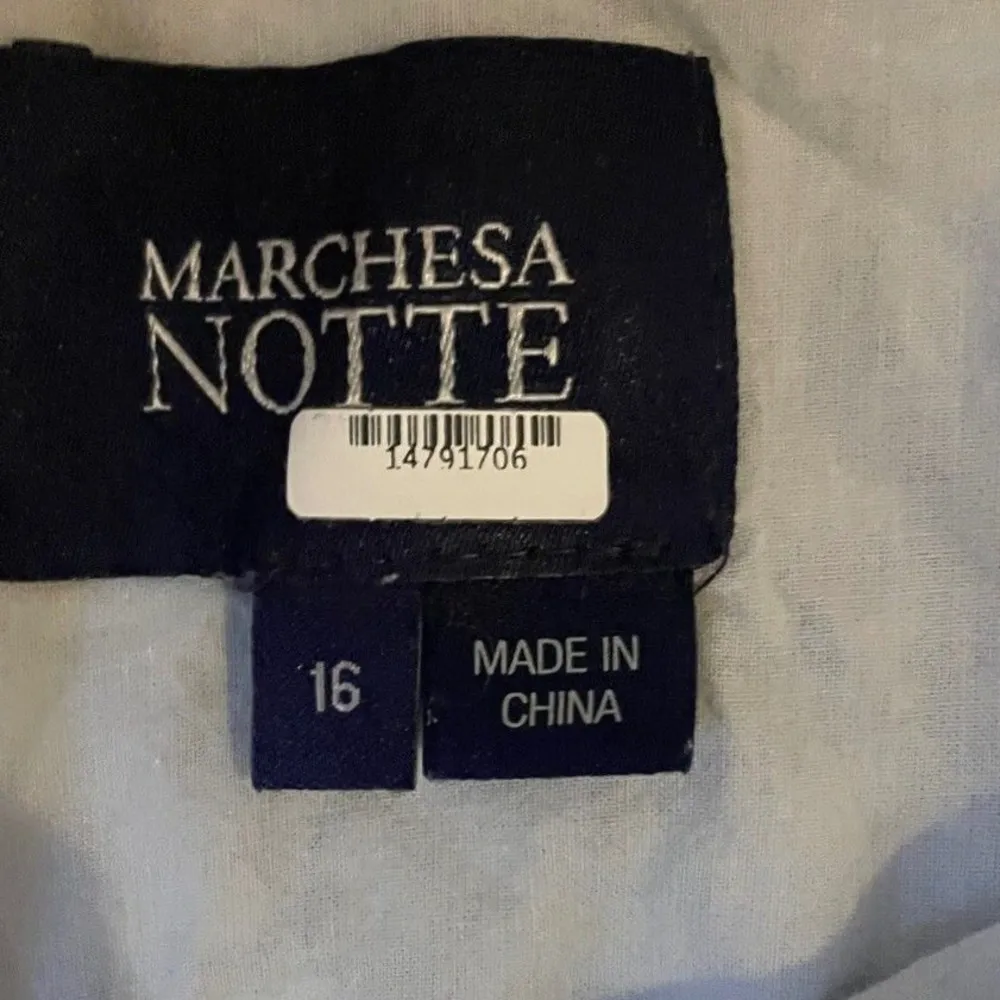 MARCHESA
NOTTE
14791706
16
MADE IN
CHINA